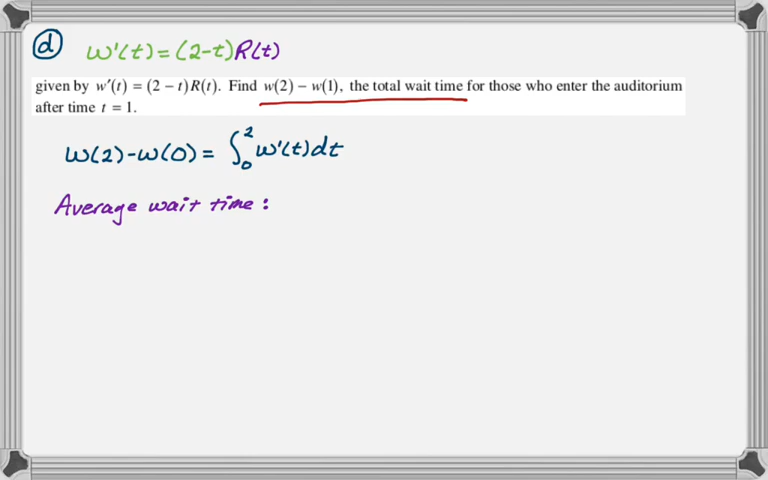 (d) w'(t) = (2-t)R(t)
given by w′(t) = (2 − t)R(t). Find w(2) − w(1), the total wait time for those who enter the auditorium
after time t = 1.
w(2)-w(0) = ∫₀² w'(t)dt
Average wait time: